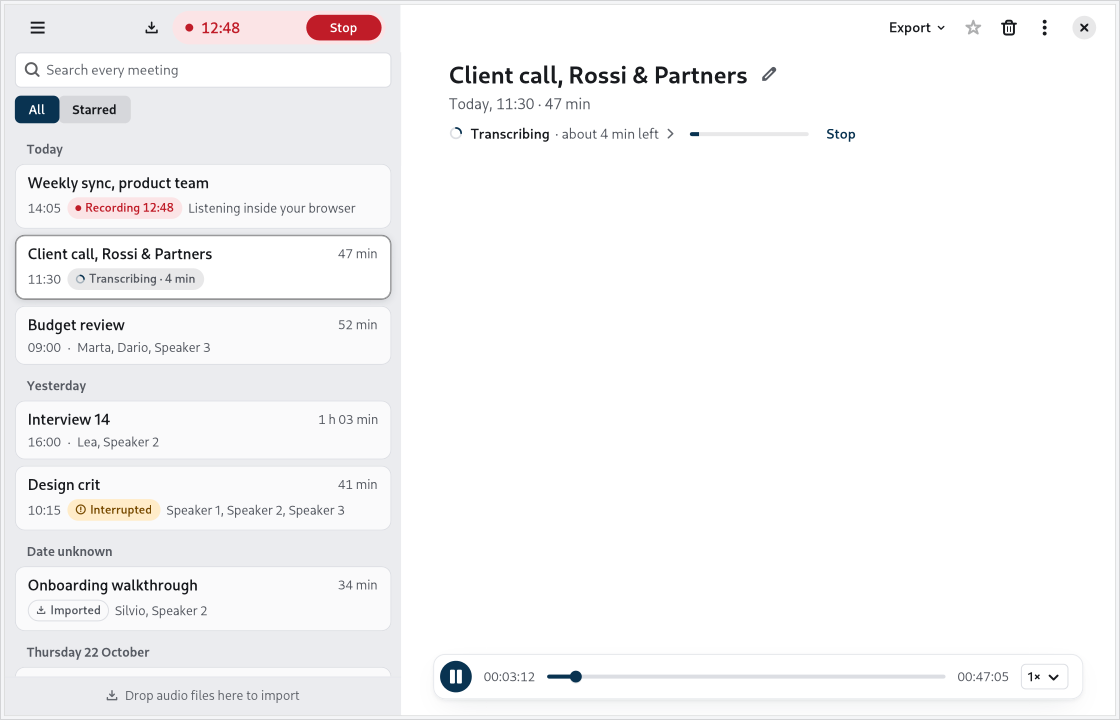 12:48
Stop
Search every meeting
All
Starred
Today
Weekly sync, product team
14:05
Recording 12:48
Listening inside your browser
Client call, Rossi & Partners
47 min
11:30
Transcribing · 4 min
Budget review
52 min
09:00 · Marta, Dario, Speaker 3
Yesterday
Interview 14
1 h 03 min
16:00 · Lea, Speaker 2
Design crit
41 min
10:15
Interrupted
Speaker 1, Speaker 2, Speaker 3
Date unknown
Onboarding walkthrough
34 min
Imported
Silvio, Speaker 2
Thursday 22 October
Drop audio files here to import
Export
Client call, Rossi & Partners
Today, 11:30 · 47 min
Transcribing · about 4 min left
Stop
00:03:12
00:47:05
1×